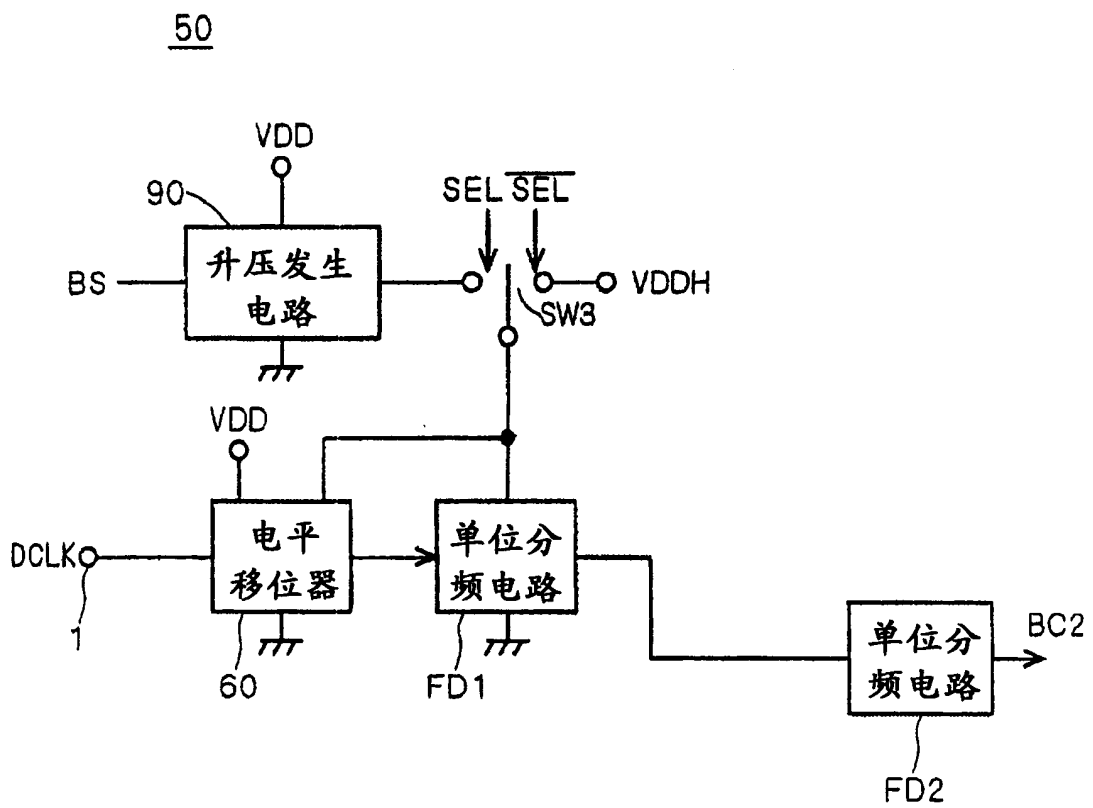 50
VDD
90
SEL
SEL
升压发生
电路
BS
VDDH
SW3
VDD
DCLK
电平
移位器
单位分
频电路
1
60
FD1
单位分
频电路
BC2
FD2